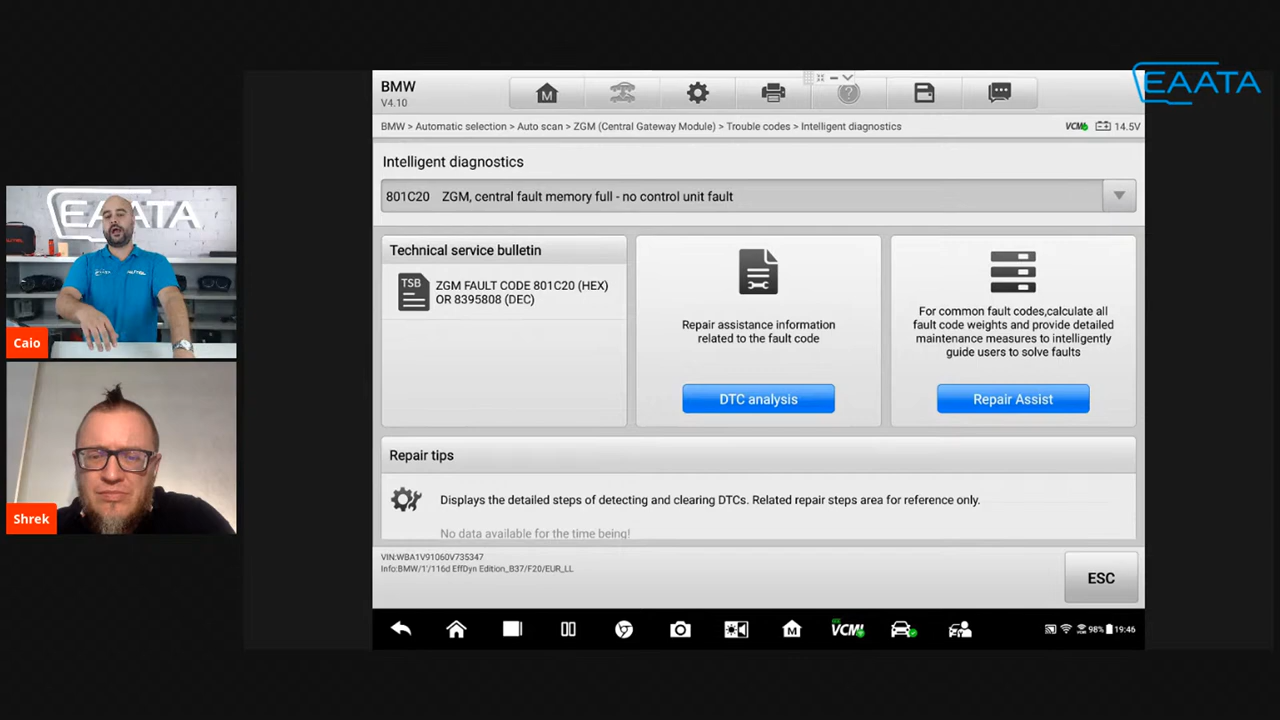 EAATA
BMW
V4.10
M
?
BMW > Automatic selection > Auto scan > ZGM (Central Gateway Module) > Trouble codes > Intelligent diagnostics
VCMI
14.5V
Intelligent diagnostics
801C20 ZGM, central fault memory full - no control unit fault
Technical service bulletin
TSB
ZGM FAULT CODE 801C20 (HEX)
OR 8395808 (DEC)
Repair assistance information
related to the fault code
DTC analysis
For common fault codes,calculate all
fault code weights and provide detailed
maintenance measures to intelligently
guide users to solve faults
Repair Assist
Repair tips
Displays the detailed steps of detecting and clearing DTCs. Related repair steps area for reference only.
No data available for the time being!
VIN:WBA1V91060V735347
Info:BMW/1'/116d EffDyn Edition_B37/F20/EUR_LL
ESC
M
VCMI
98%
19:46
EAATA
Caio
Shrek